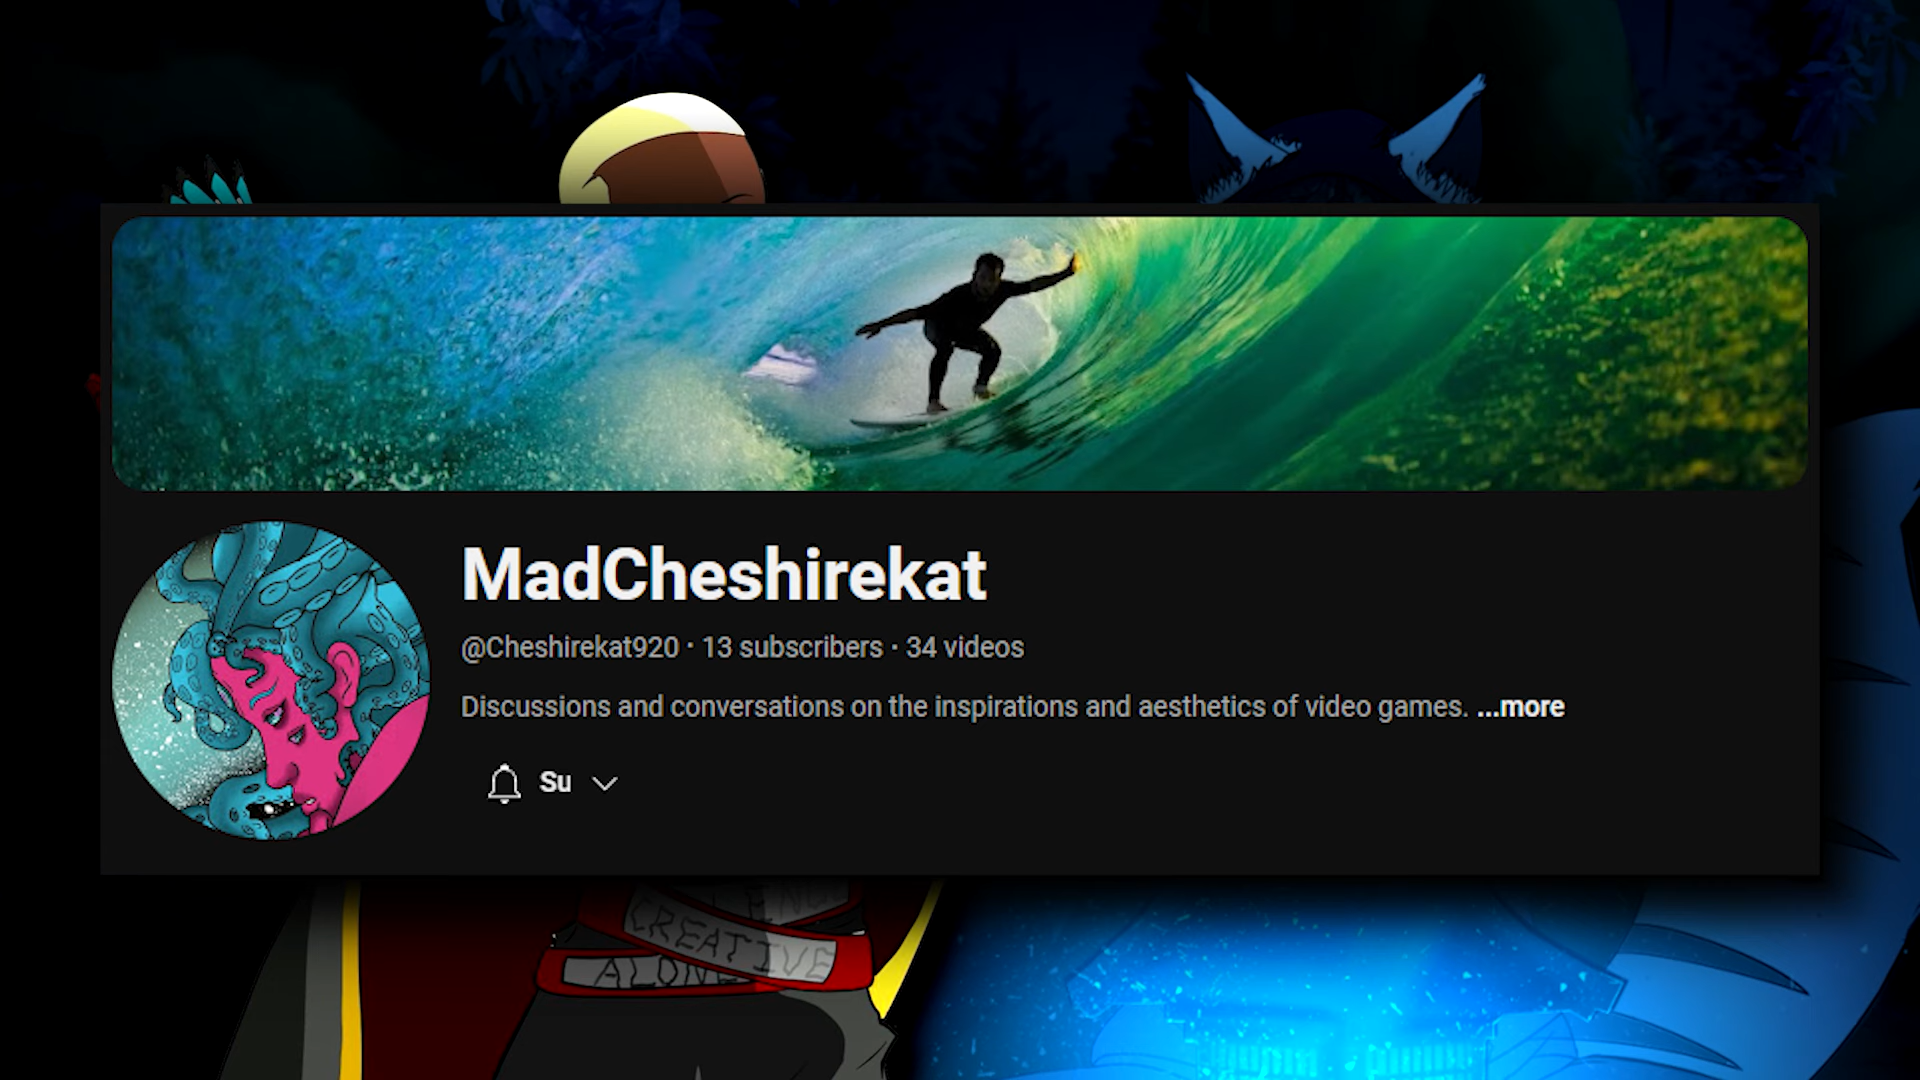 MadCheshirekat
@Cheshirekat920 · 13 subscribers · 34 videos
Discussions and conversations on the inspirations and aesthetics of video games. ...more
Su
CREATIVE